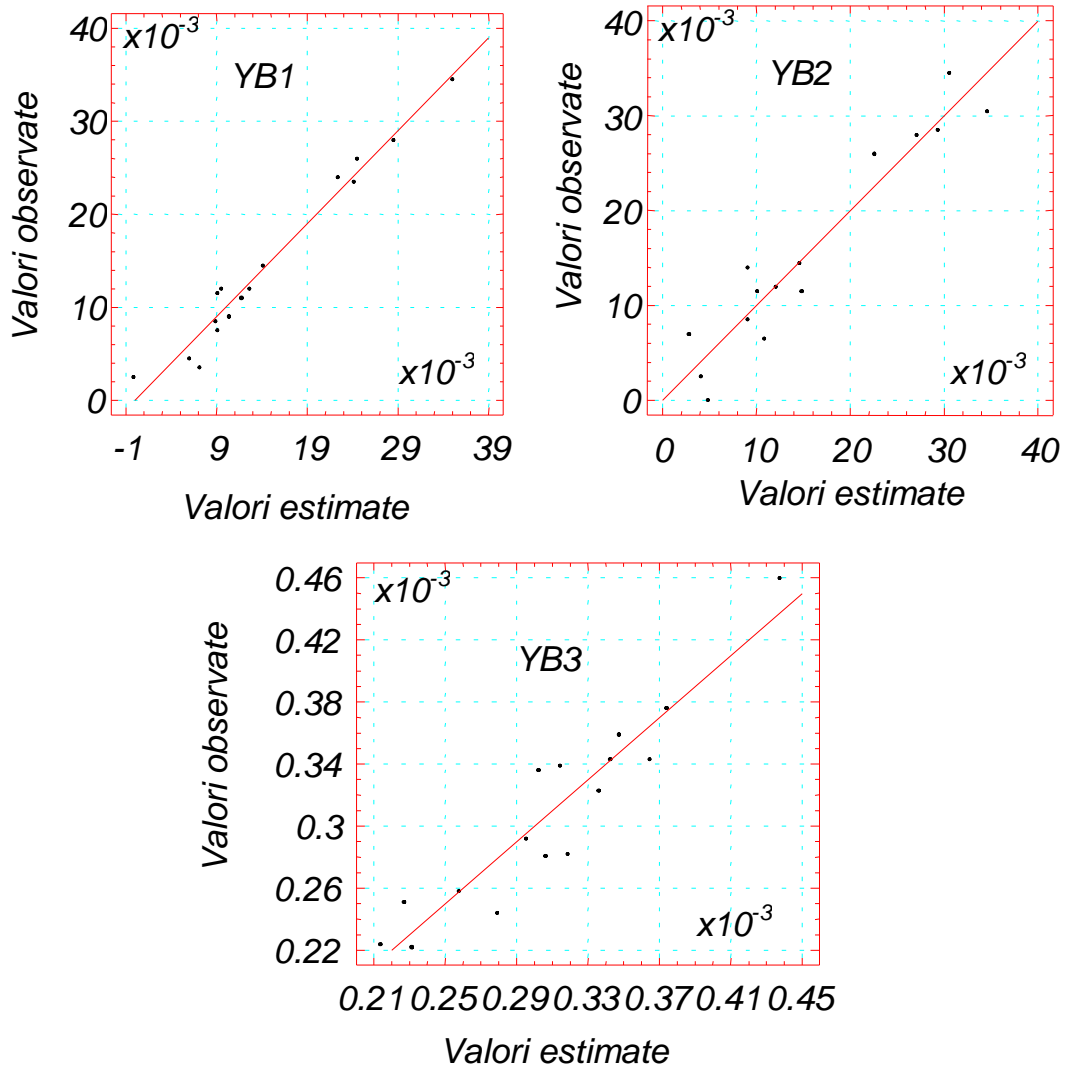 x10⁻³
YB1
Valori observate
40
30
20
10
0
x10⁻³
-1 9 19 29 39
Valori estimate
x10⁻³
YB2
Valori observate
40
30
20
10
0
x10⁻³
0 10 20 30 40
Valori estimate
x10⁻³
YB3
Valori observate
0.46
0.42
0.38
0.34
0.3
0.26
0.22
x10⁻³
0.21 0.25 0.29 0.33 0.37 0.41 0.45
Valori estimate